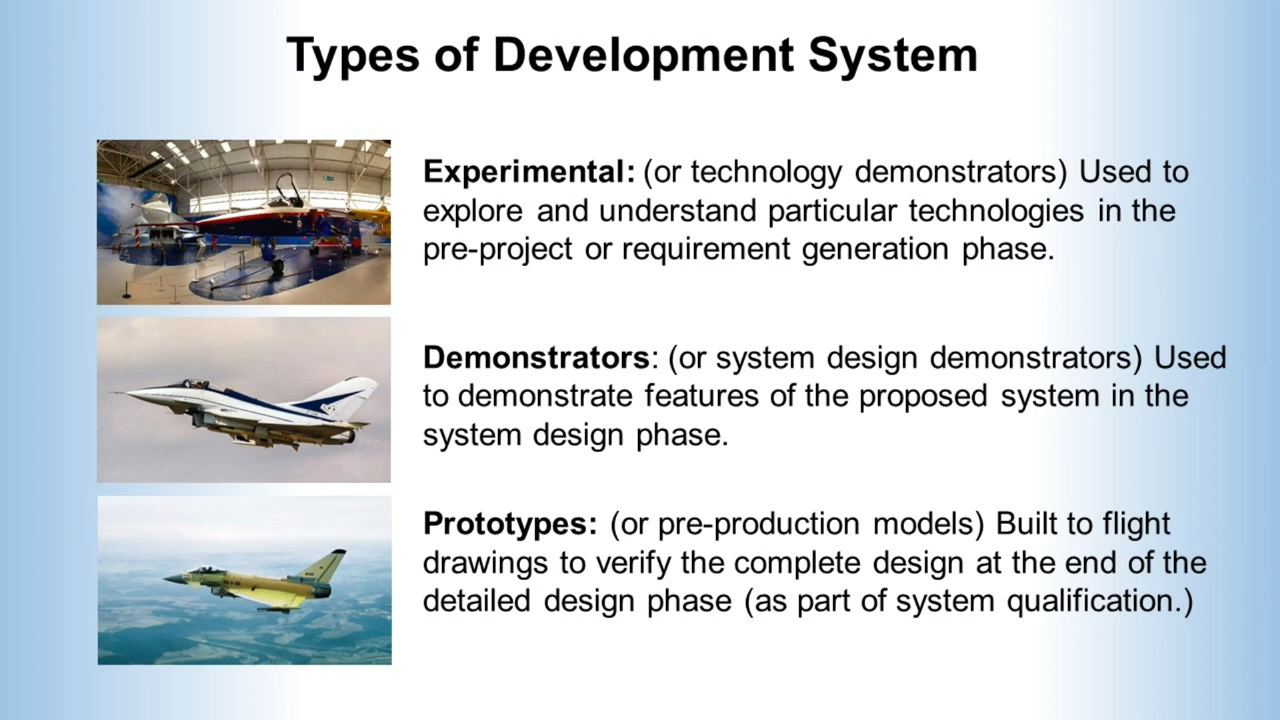 Types of Development System
Experimental: (or technology demonstrators) Used to
explore and understand particular technologies in the
pre-project or requirement generation phase.
Demonstrators: (or system design demonstrators) Used
to demonstrate features of the proposed system in the
system design phase.
Prototypes: (or pre-production models) Built to flight
drawings to verify the complete design at the end of the
detailed design phase (as part of system qualification.)